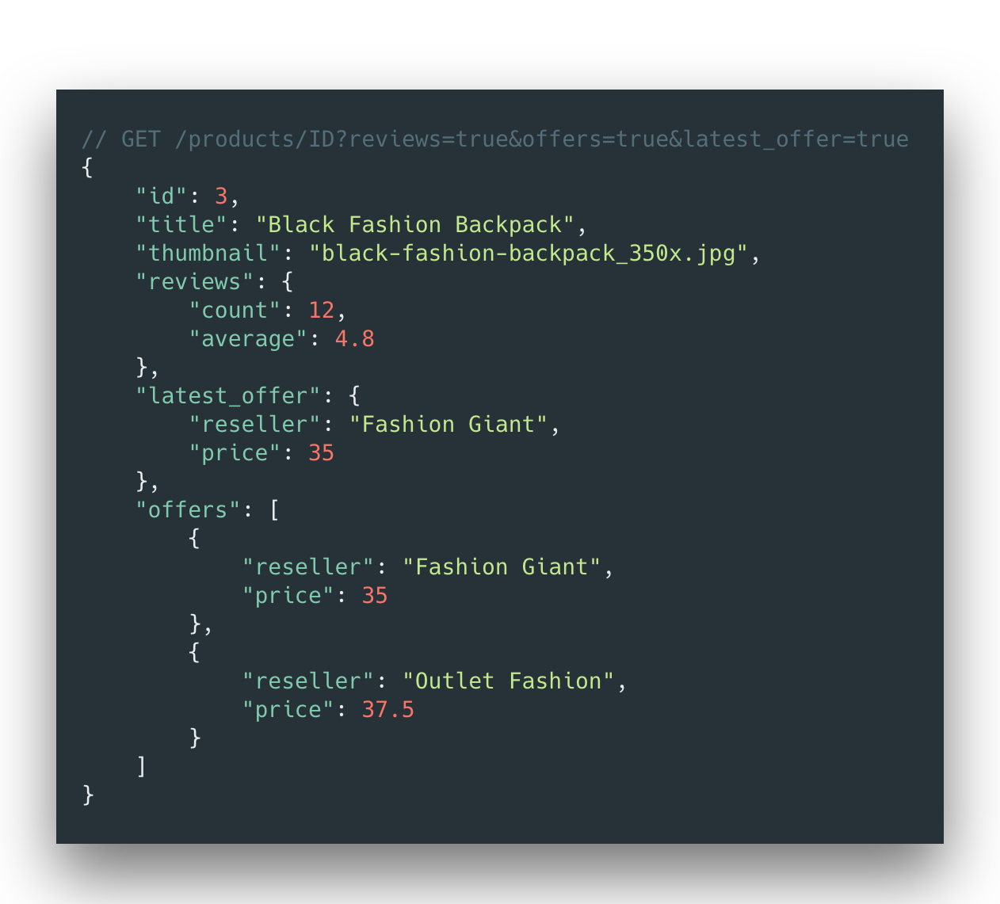 // GET /products/ID?reviews=true&offers=true&latest_offer=true
{
    "id": 3,
    "title": "Black Fashion Backpack",
    "thumbnail": "black-fashion-backpack_350x.jpg",
    "reviews": {
        "count": 12,
        "average": 4.8
    },
    "latest_offer": {
        "reseller": "Fashion Giant",
        "price": 35
    },
    "offers": [
        {
            "reseller": "Fashion Giant",
            "price": 35
        },
        {
            "reseller": "Outlet Fashion",
            "price": 37.5
        }
    ]
}